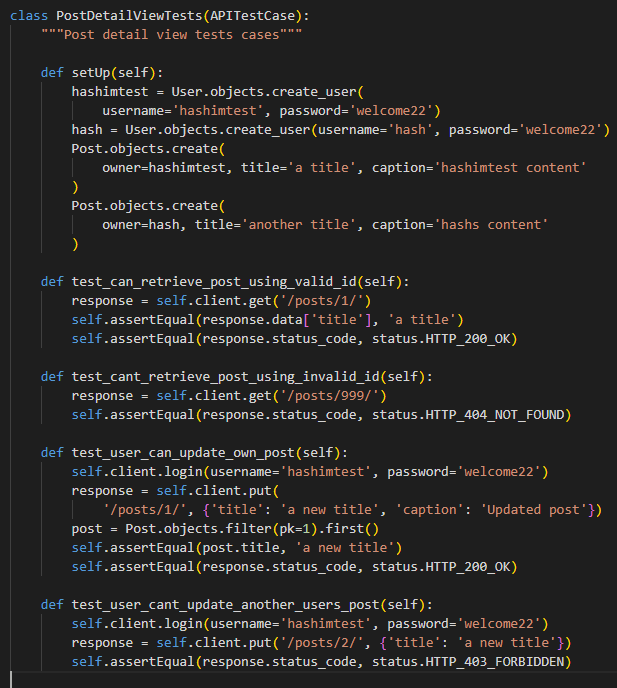 class PostDetailViewTests(APITestCase):
    """Post detail view tests cases"""

    def setUp(self):
        hashimtest = User.objects.create_user(
            username='hashimtest', password='welcome22')
        hash = User.objects.create_user(username='hash', password='welcome22')
        Post.objects.create(
            owner=hashimtest, title='a title', caption='hashimtest content'
        )
        Post.objects.create(
            owner=hash, title='another title', caption='hashs content'
        )

    def test_can_retrieve_post_using_valid_id(self):
        response = self.client.get('/posts/1/')
        self.assertEqual(response.data['title'], 'a title')
        self.assertEqual(response.status_code, status.HTTP_200_OK)

    def test_cant_retrieve_post_using_invalid_id(self):
        response = self.client.get('/posts/999/')
        self.assertEqual(response.status_code, status.HTTP_404_NOT_FOUND)

    def test_user_can_update_own_post(self):
        self.client.login(username='hashimtest', password='welcome22')
        response = self.client.put(
            '/posts/1/', {'title': 'a new title', 'caption': 'Updated post'})
        post = Post.objects.filter(pk=1).first()
        self.assertEqual(post.title, 'a new title')
        self.assertEqual(response.status_code, status.HTTP_200_OK)

    def test_user_cant_update_another_users_post(self):
        self.client.login(username='hashimtest', password='welcome22')
        response = self.client.put('/posts/2/', {'title': 'a new title'})
        self.assertEqual(response.status_code, status.HTTP_403_FORBIDDEN)